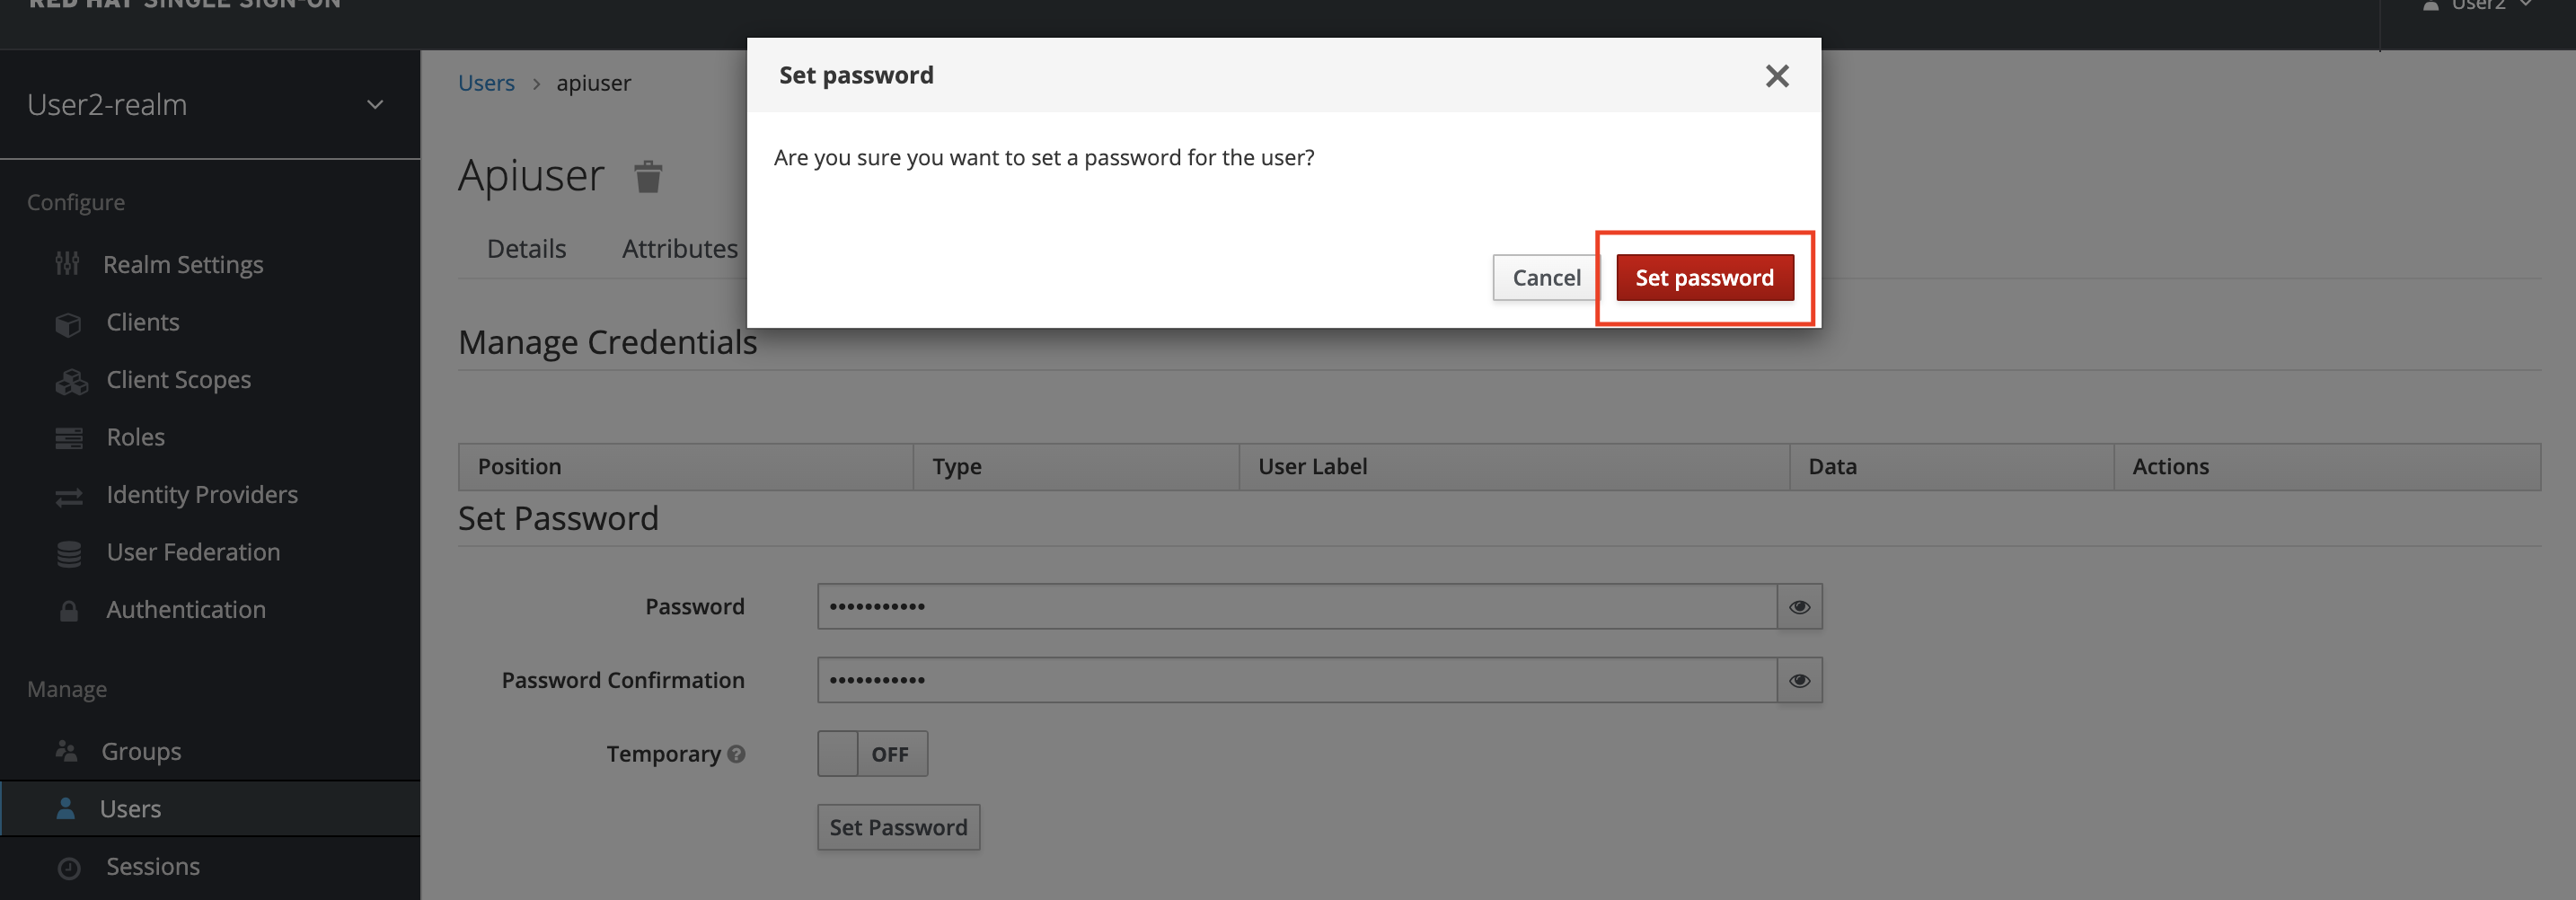 RED HAT SINGLE SIGN-ON
User2
User2-realm
Configure
Realm Settings
Clients
Client Scopes
Roles
Identity Providers
User Federation
Authentication
Manage
Groups
Users
Sessions
Users > apiuser
Apiuser
Details Attributes
Set password
Are you sure you want to set a password for the user?
Cancel Set password
Manage Credentials
Position Type User Label Data Actions
Set Password
Password •••••••••••
Password Confirmation •••••••••••
Temporary OFF
Set Password